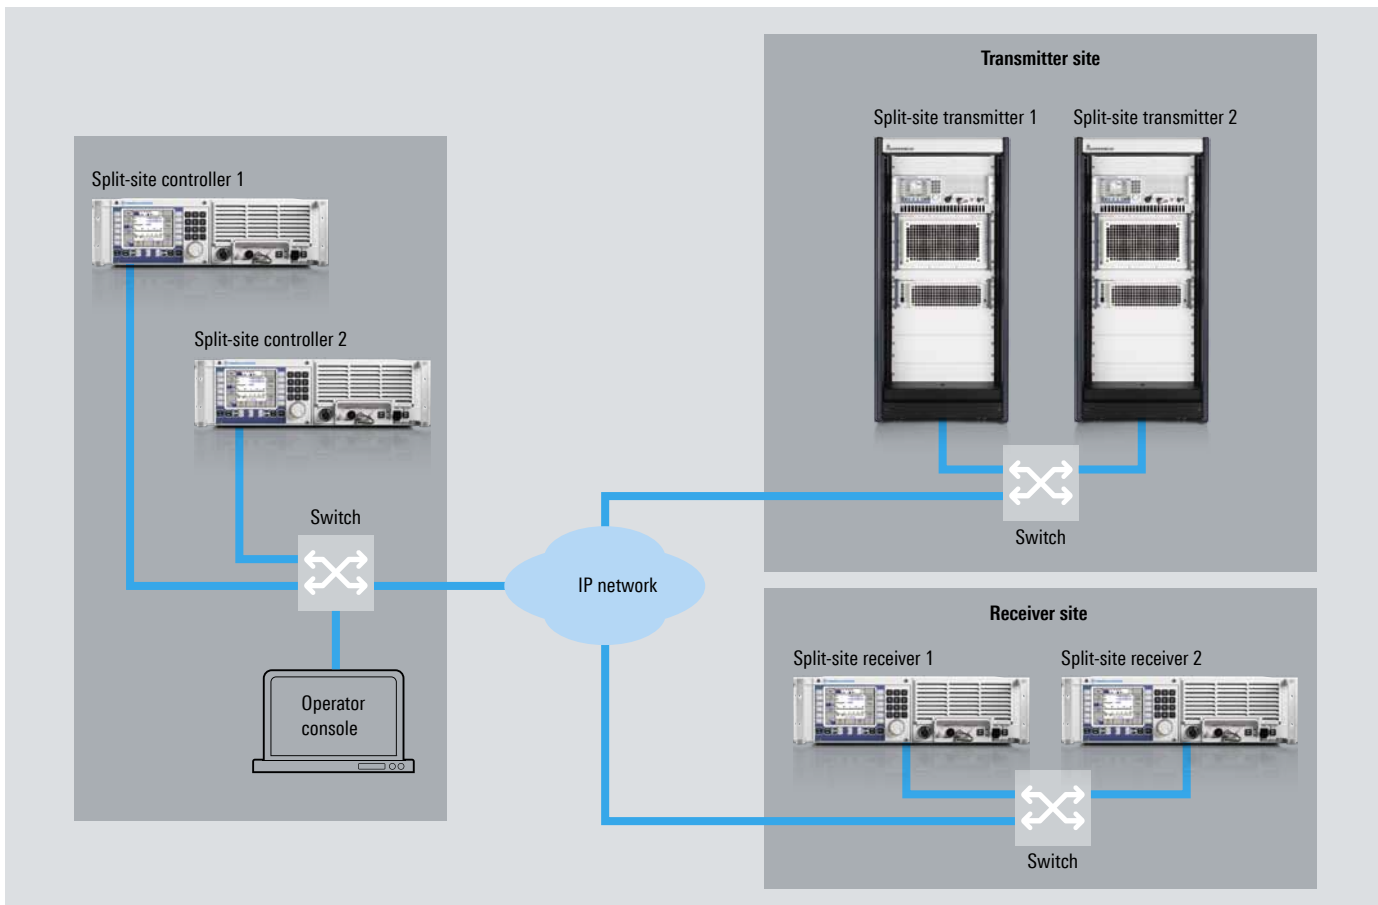 Transmitter site
Split-site transmitter 1
Split-site transmitter 2
Split-site controller 1
Split-site controller 2
Switch
Switch
IP network
Operator
console
Receiver site
Split-site receiver 1
Split-site receiver 2
Switch